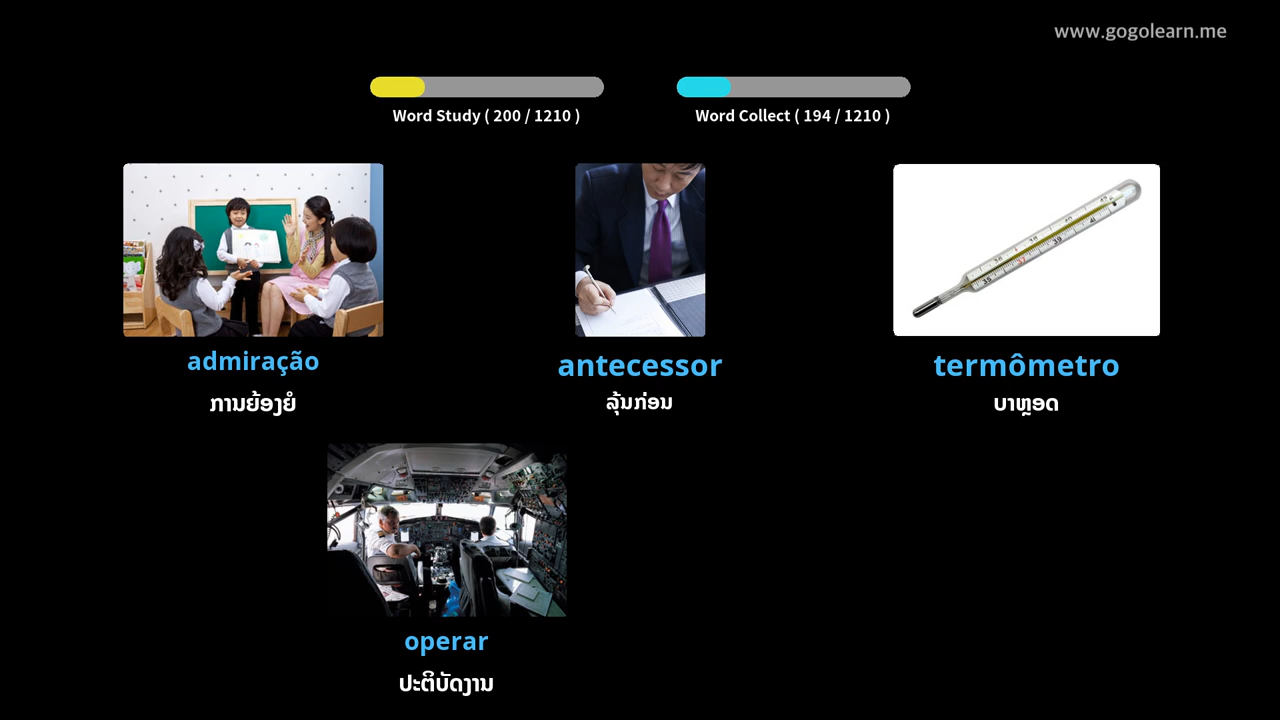 www.gogolearn.me
Word Study ( 200 / 1210 )
Word Collect ( 194 / 1210 )
admiração
ການຍ້ອງຍໍ
antecessor
ລຸ້ນກ່ອນ
termômetro
ບາຫຼອດ
operar
ປະຕິບັດງານ